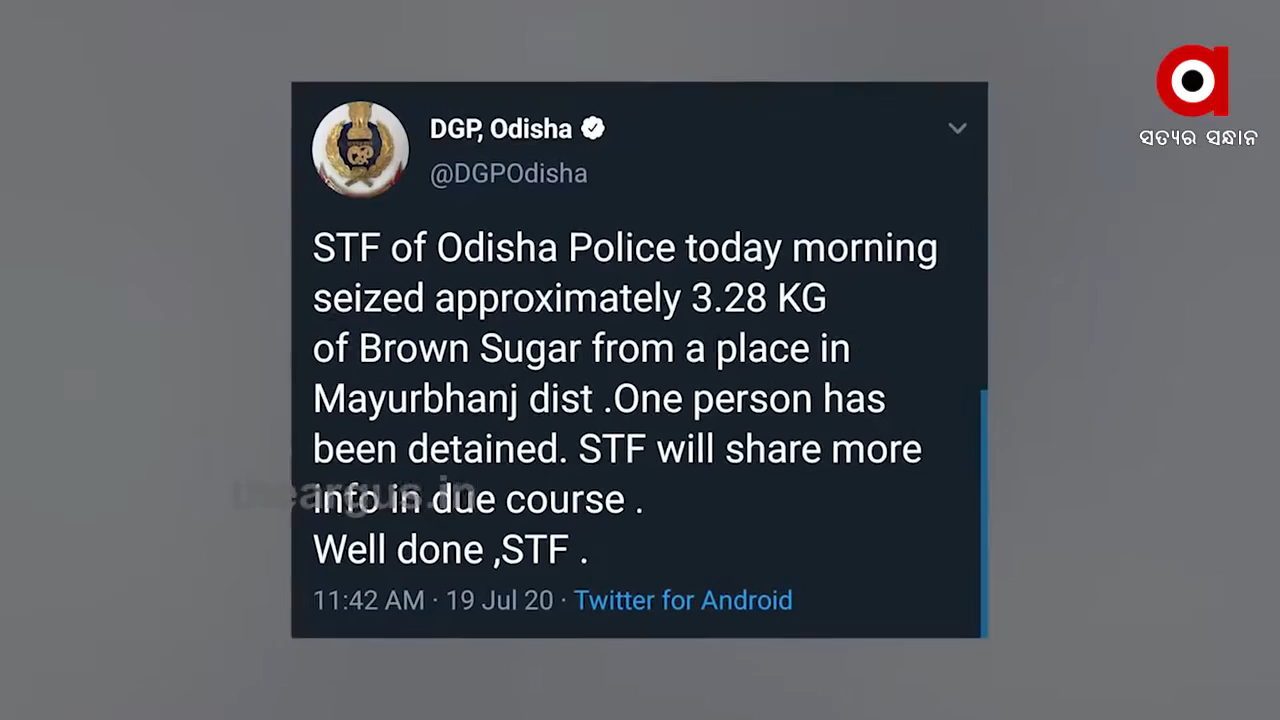 ସତ୍ୟର ସନ୍ଧାନ
DGP, Odisha
@DGPOdisha
STF of Odisha Police today morning
seized approximately 3.28 KG
of Brown Sugar from a place in
Mayurbhanj dist .One person has
been detained. STF will share more
Info in due course .
theargus.in
Well done ,STF .
11:42 AM · 19 Jul 20 · Twitter for Android